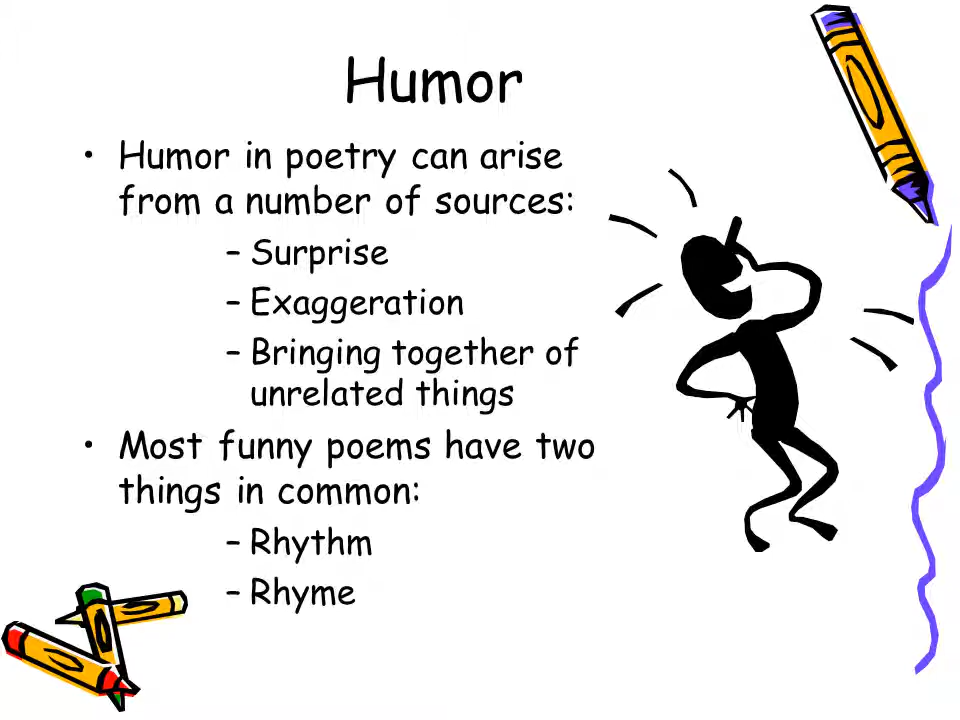 Humor
• Humor in poetry can arise
from a number of sources:
– Surprise
– Exaggeration
– Bringing together of
unrelated things
• Most funny poems have two
things in common:
– Rhythm
– Rhyme